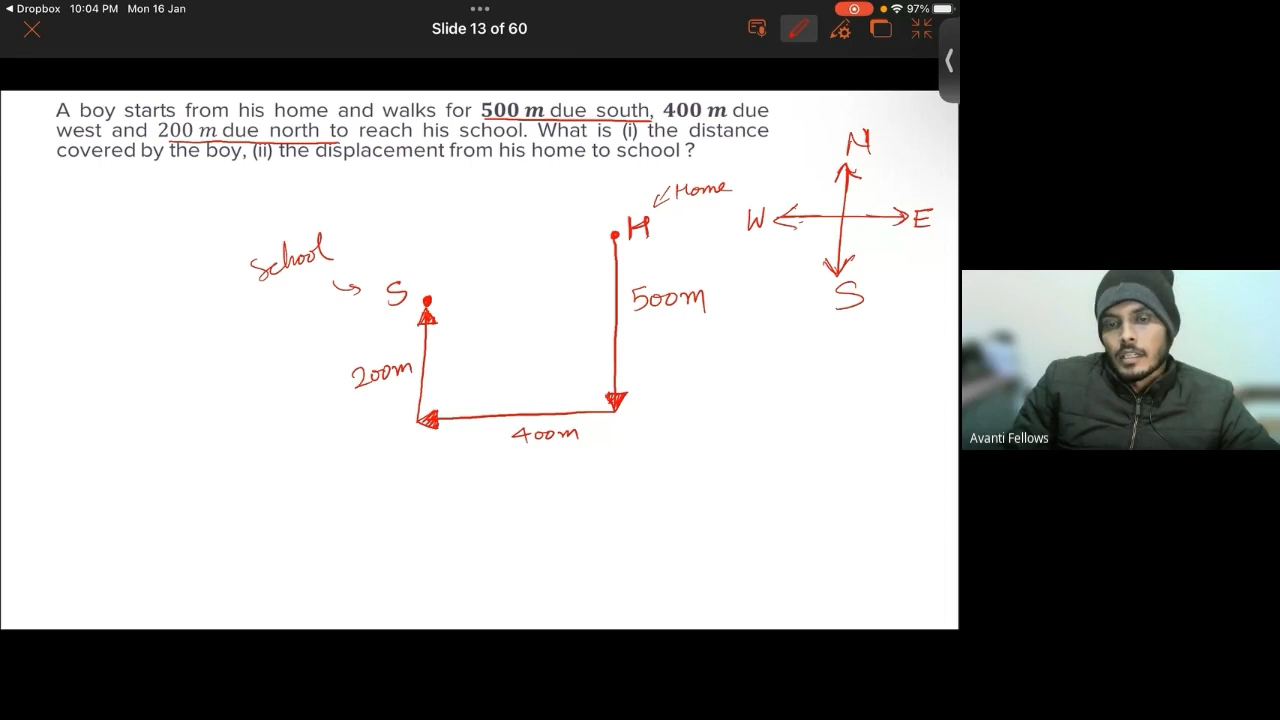 Dropbox 10:04 PM Mon 16 Jan
97%
Slide 13 of 60
A boy starts from his home and walks for 500 m due south, 400 m due
west and 200 m due north to reach his school. What is (i) the distance
covered by the boy, (ii) the displacement from his home to school ?
N
W E
S
Home
H
School
S
500m
200m
400m
Avanti Fellows